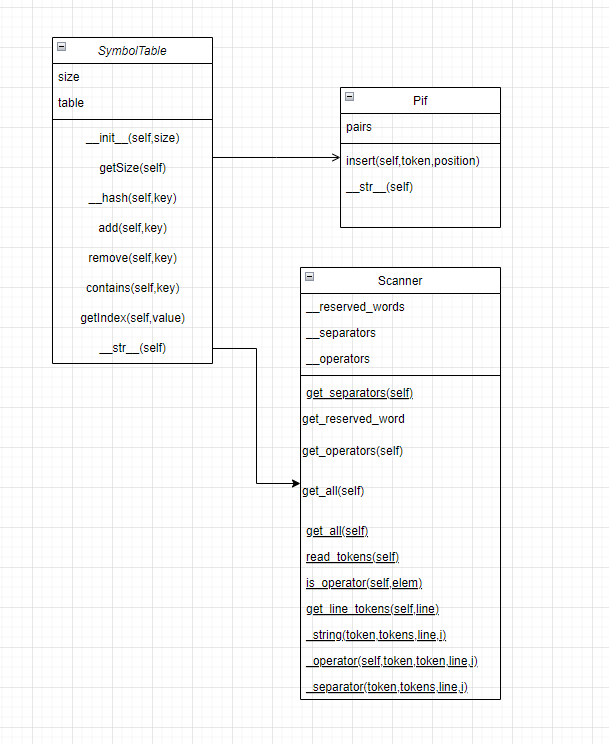 SymbolTable
size
table
__init__(self,size)
getSize(self)
__hash(self,key)
add(self,key)
remove(self,key)
contains(self,key)
getIndex(self,value)
__str__(self)
Pif
pairs
insert(self,token,position)
__str__(self)
Scanner
__reserved_words
__separators
__operators
get_separators(self)
get_reserved_word
get_operators(self)
get_all(self)
get_all(self)
read_tokens(self)
is_operator(self,elem)
get_line_tokens(self,line)
_string(token,tokens,line,i)
_operator(self,token,token,line,i)
_separator(token,tokens,line,i)